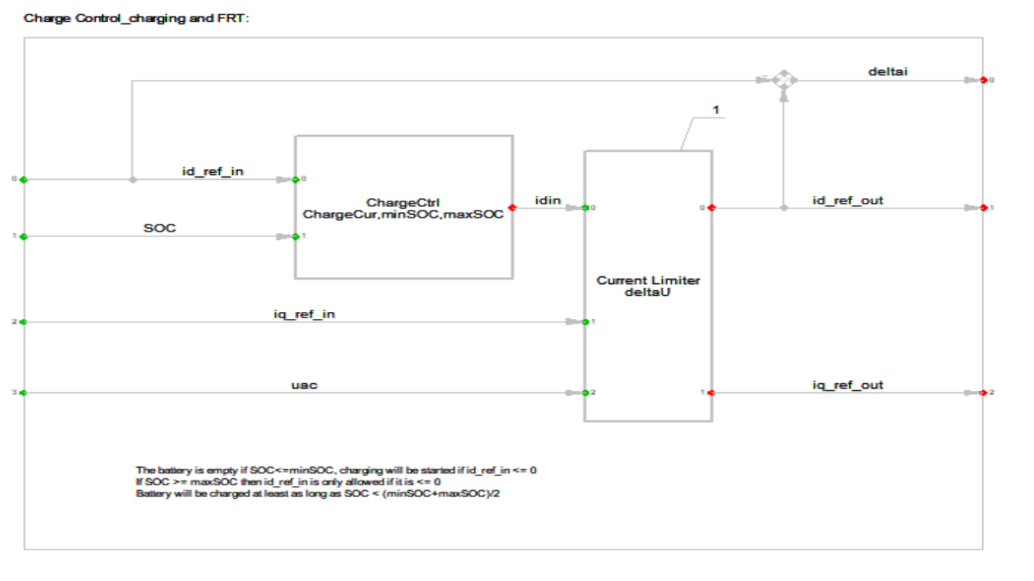 Charge Control_charging and FRT:
deltai
0
1
id_ref_in
0
0
ChargeCtrl
ChargeCur,minSOC,maxSOC
idin
0
0
id_ref_out
1
SOC
1
1
Current Limiter
deltaU
iq_ref_in
2
1
uac
3
2
1
iq_ref_out
2
The battery is empty if SOC<=minSOC, charging will be started if id_ref_in <= 0
If SOC >= maxSOC then id_ref_in is only allowed if it is <= 0
Battery will be charged at least as long as SOC < (minSOC+maxSOC)/2